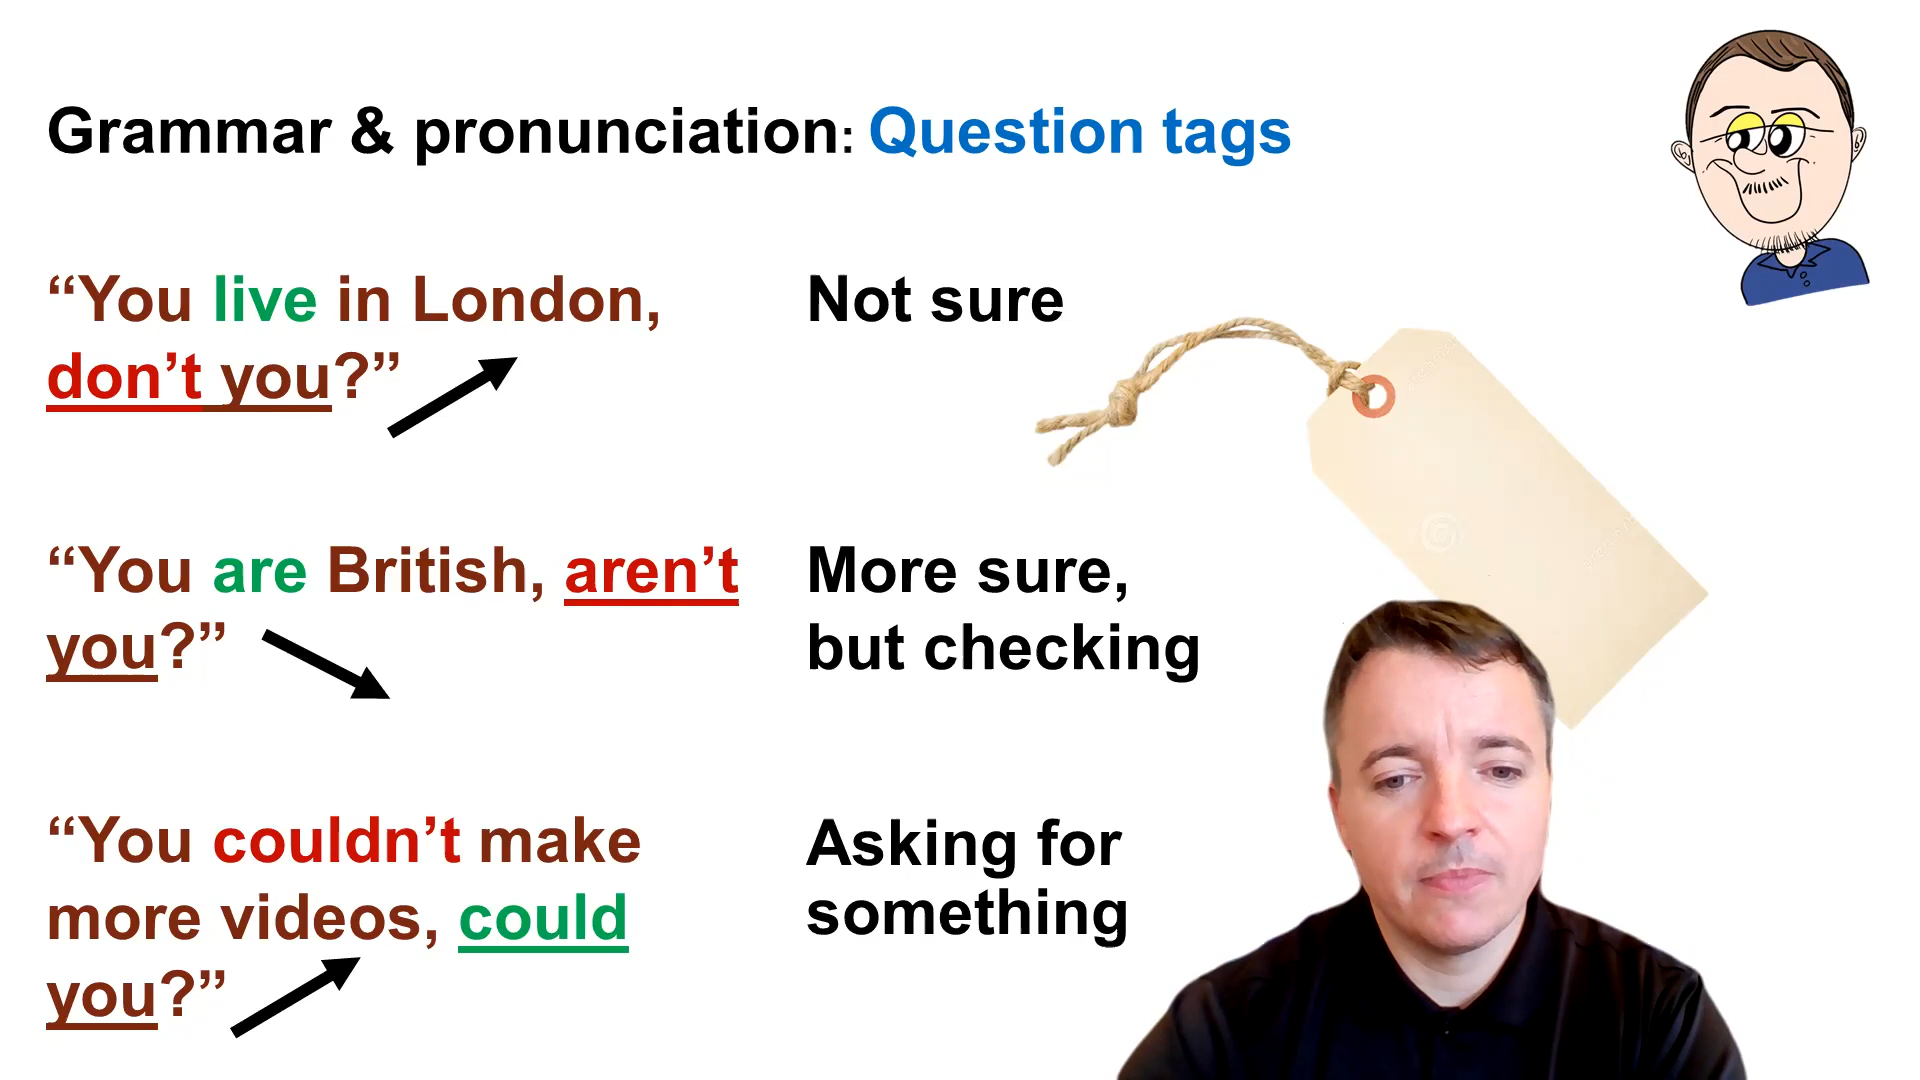 Grammar & pronunciation: Question tags
“You live in London,
don’t you?”
Not sure
“You are British, aren’t
you?”
More sure,
but checking
“You couldn’t make
more videos, could
you?”
Asking for
something